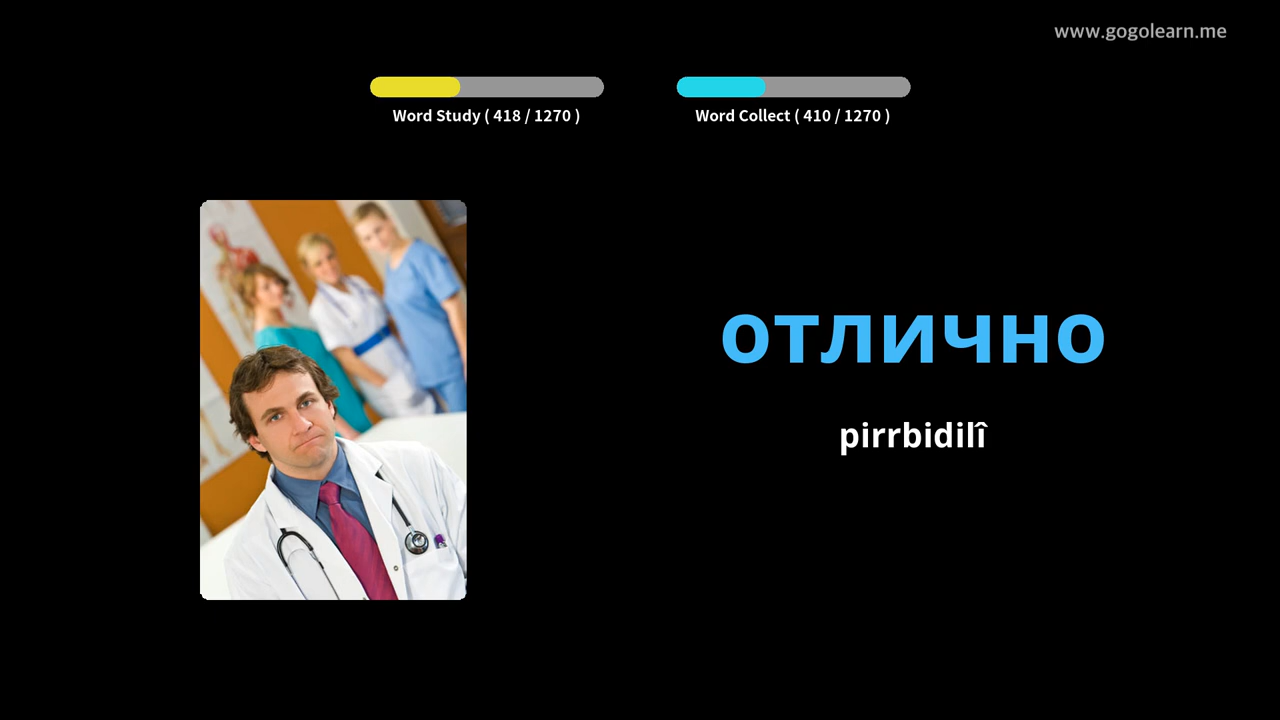 www.gogolearn.me
Word Study ( 418 / 1270 )
Word Collect ( 410 / 1270 )
отлично
pirrbidilî